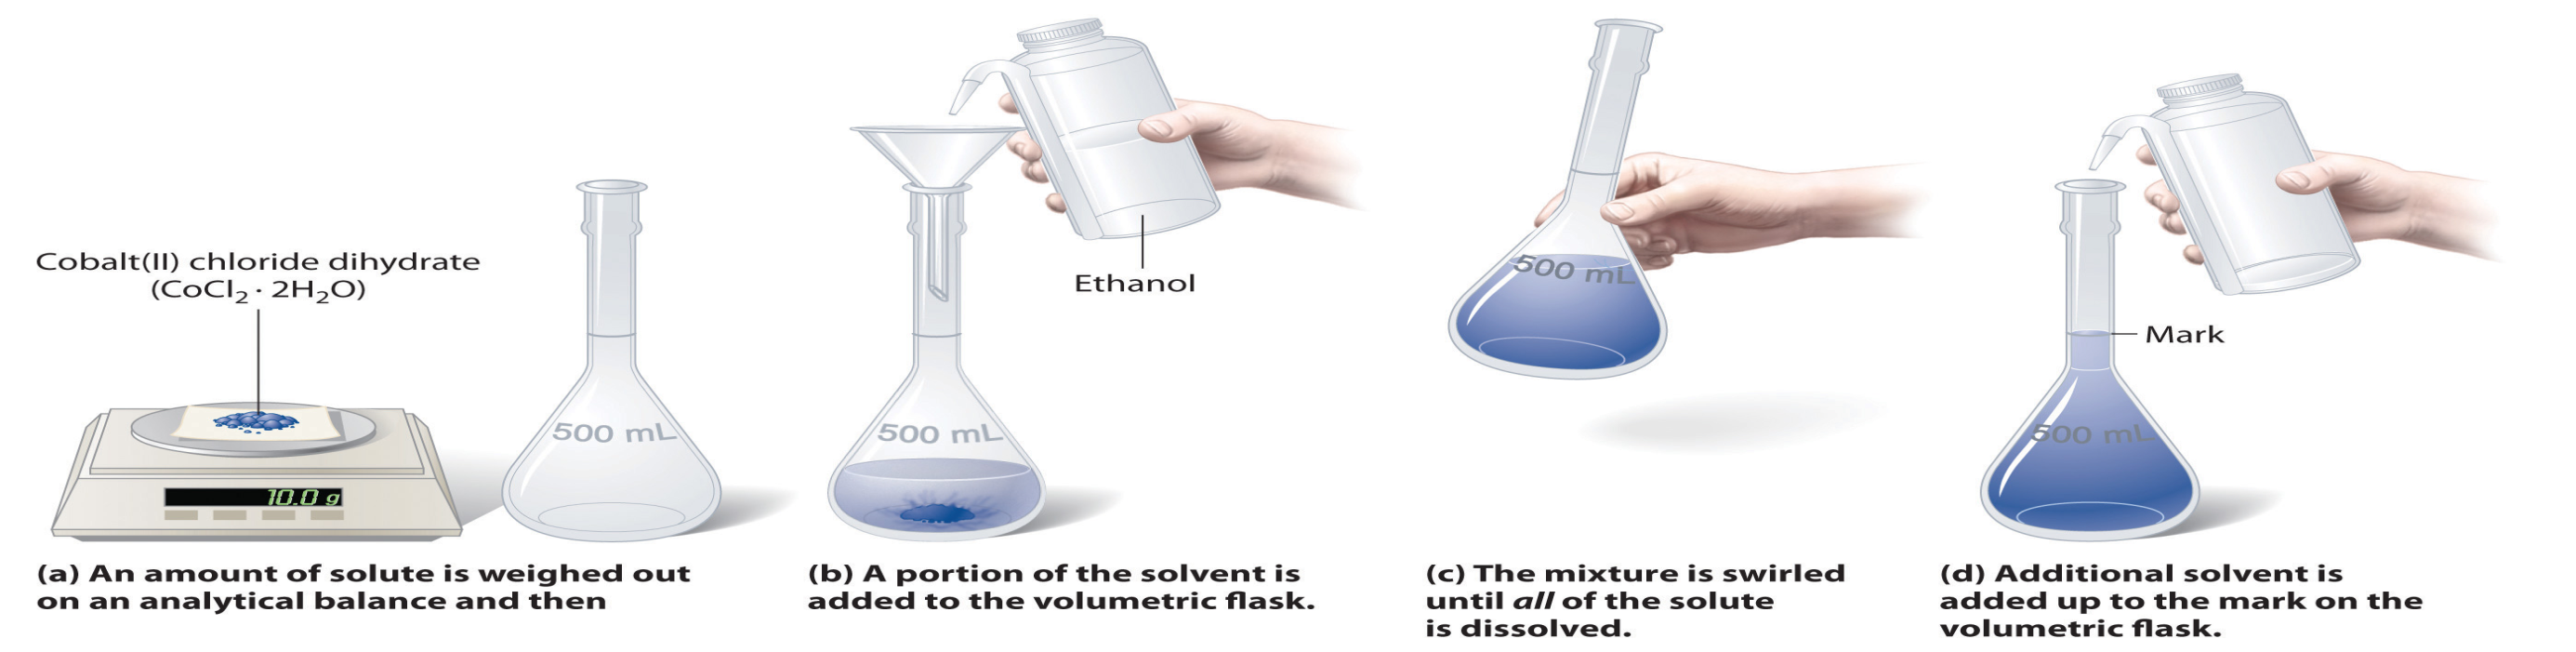 Cobalt(II) chloride dihydrate
(CoCl₂ · 2H₂O)
10.0 g
500 mL
(a) An amount of solute is weighed out
on an analytical balance and then
Ethanol
500 mL
(b) A portion of the solvent is
added to the volumetric flask.
500 mL
(c) The mixture is swirled
until all of the solute
is dissolved.
Mark
500 mL
(d) Additional solvent is
added up to the mark on the
volumetric flask.